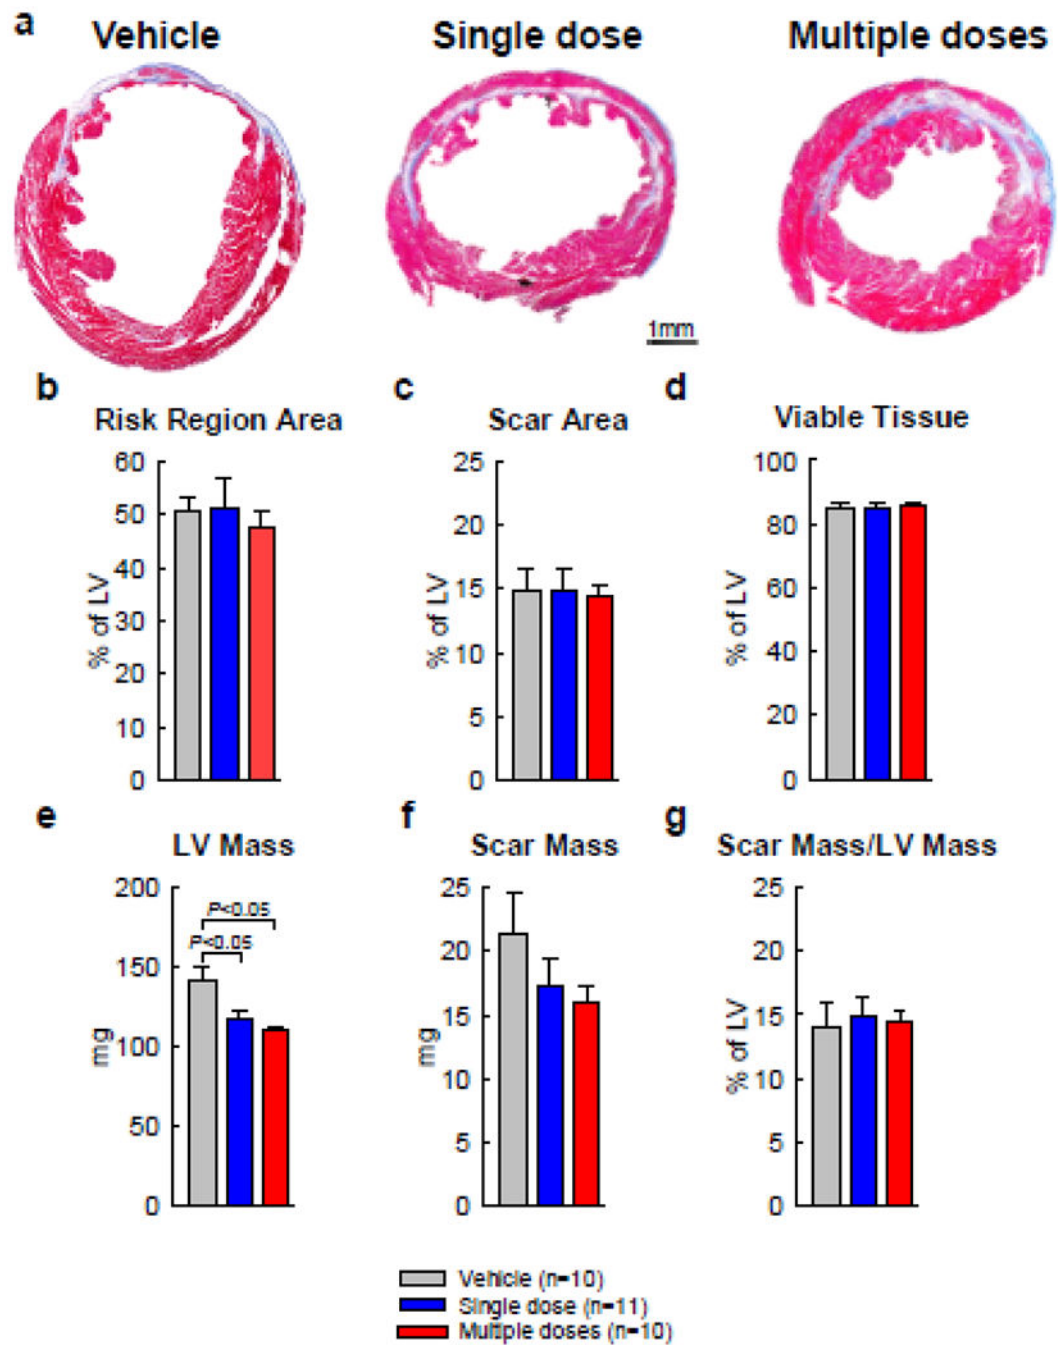 a
Vehicle Single dose Multiple doses
1mm
b c d
Risk Region Area Scar Area Viable Tissue
% of LV
60
50
40
30
20
10
0
% of LV
25
20
15
10
5
0
% of LV
100
80
60
40
20
0
e f g
LV Mass Scar Mass Scar Mass/LV Mass
mg
200
150
100
50
0
P<0.05
P<0.05
mg
25
20
15
10
5
0
% of LV
25
20
15
10
5
0
Vehicle (n=10)
Single dose (n=11)
Multiple doses (n=10)